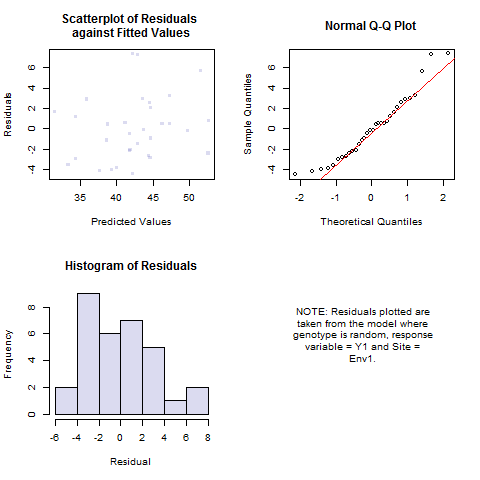 Scatterplot of Residuals
against Fitted Values
Residuals
6
4
2
0
-2
-4
35 40 45 50
Predicted Values
Normal Q-Q Plot
Sample Quantiles
6
4
2
0
-2
-4
-2 -1 0 1 2
Theoretical Quantiles
Histogram of Residuals
Frequency
8
6
4
2
0
-6 -4 -2 0 2 4 6 8
Residual
NOTE: Residuals plotted are
taken from the model where
genotype is random, response
variable = Y1 and Site =
Env1.